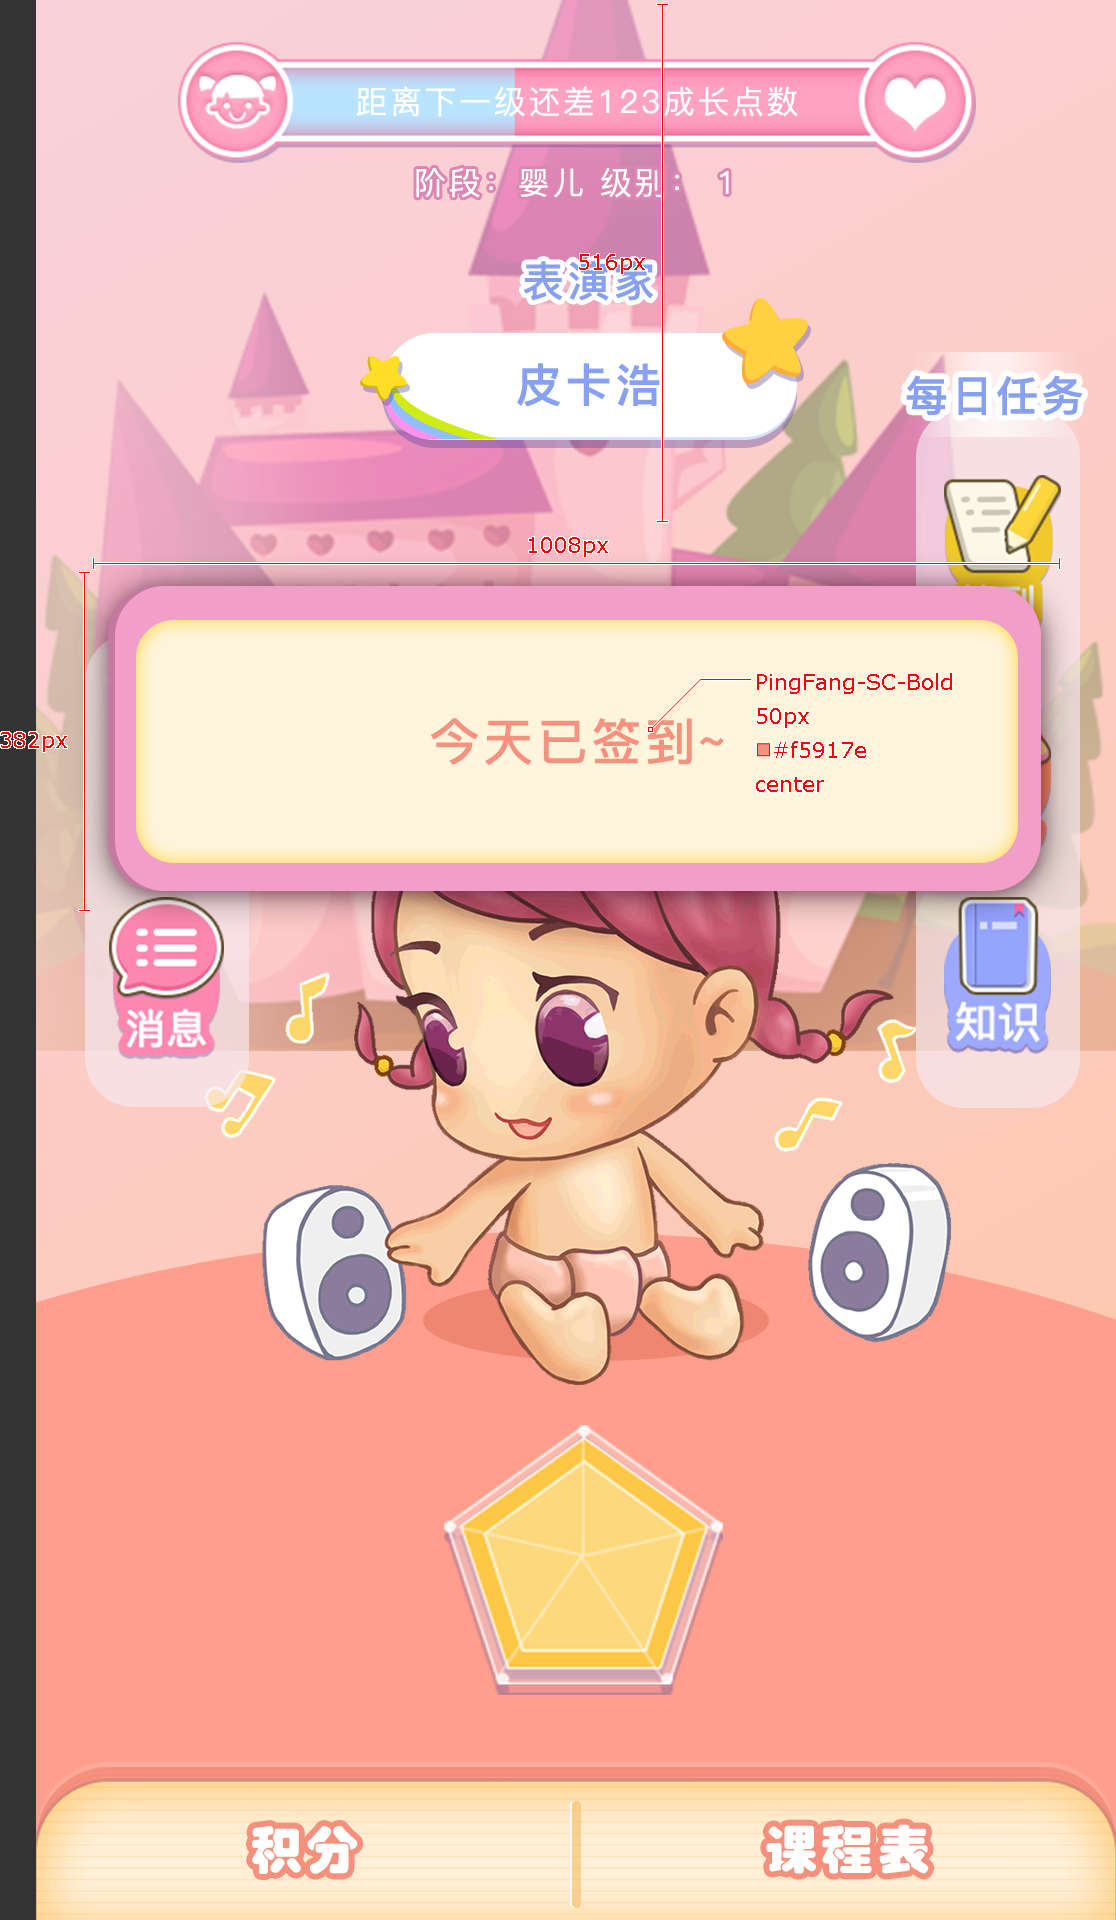 距离下一级还差123成长点数
阶段：婴儿 级别： 1
516px
表演家
皮卡浩
每日任务
1008px
382px
今天已签到~
PingFang-SC-Bold
50px
#f5917e
center
消息
知识
积分
课程表